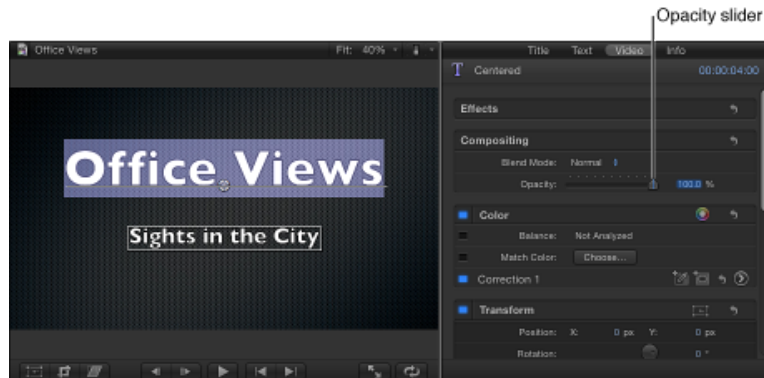 Opacity slider
Office Views
Fit: 40%
Title Text Video Info
T Centered 00:00:04:00
Effects
Compositing
Blend Mode: Normal
Opacity: 100.0 %
Office Views
Sights in the City
Color
Balance: Not Analyzed
Match Color: Choose...
Correction 1
Transform
Position: X: 0 px Y: 0 px
Rotation: 0 °